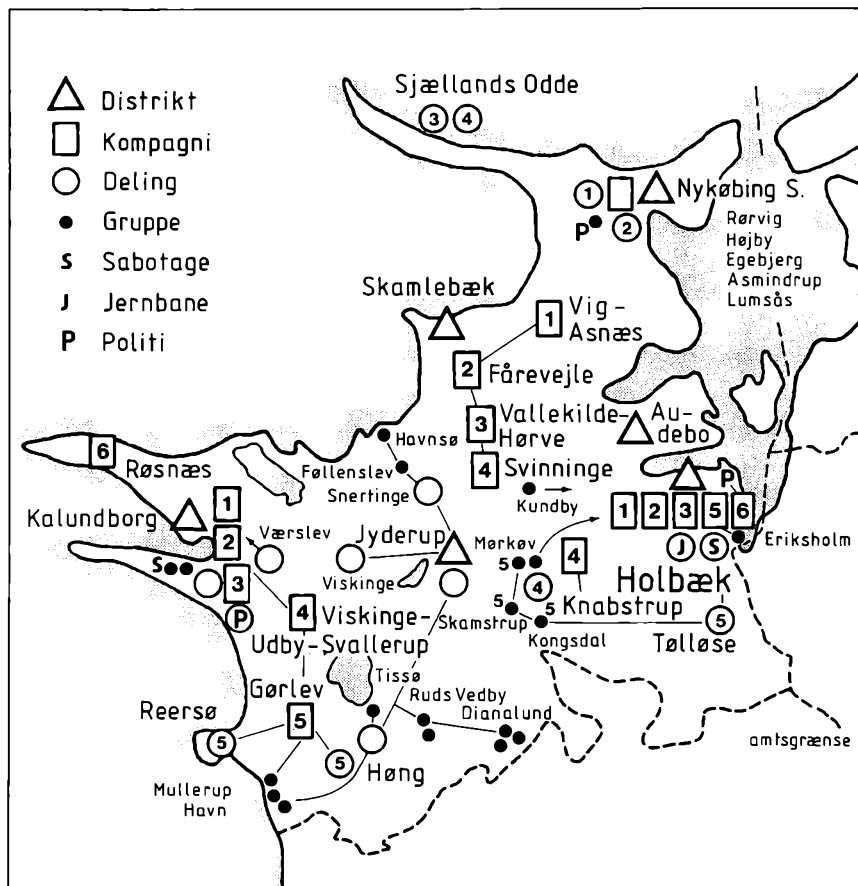 Distrikt
Kompagni
Deling
Gruppe
S Sabotage
J Jernbane
P Politi
Sjællands Odde
3 4
1
Nykøbing S.
P 2
Rørvig
Højby
Egebjerg
Asmindrup
Lumsås
Skamlebæk
1 Vig-
Asnæs
2 Fårevejle
3 Vallekilde-
Hørve
Au-
debo
4 Svinninge
Kundby
Havnsø
Føllenslev
Snertinge
6 Røsnæs
Kalundborg
1
2
Værslev
Jyderup
Viskinge
S
3
P
4 Viskinge-
Udby-Svallerup
Mørkøv
5
4
5
Skamstrup
5
Kongsdal
4
Knabstrup
P
1 2 3 5 6
J S
Eriksholm
Holbæk
5
Tølløse
Tissø
Gørlev
5
Reersø
5
5
Høng
Ruds Vedby
Dianalund
Mullerup
Havn
amtsgrænse